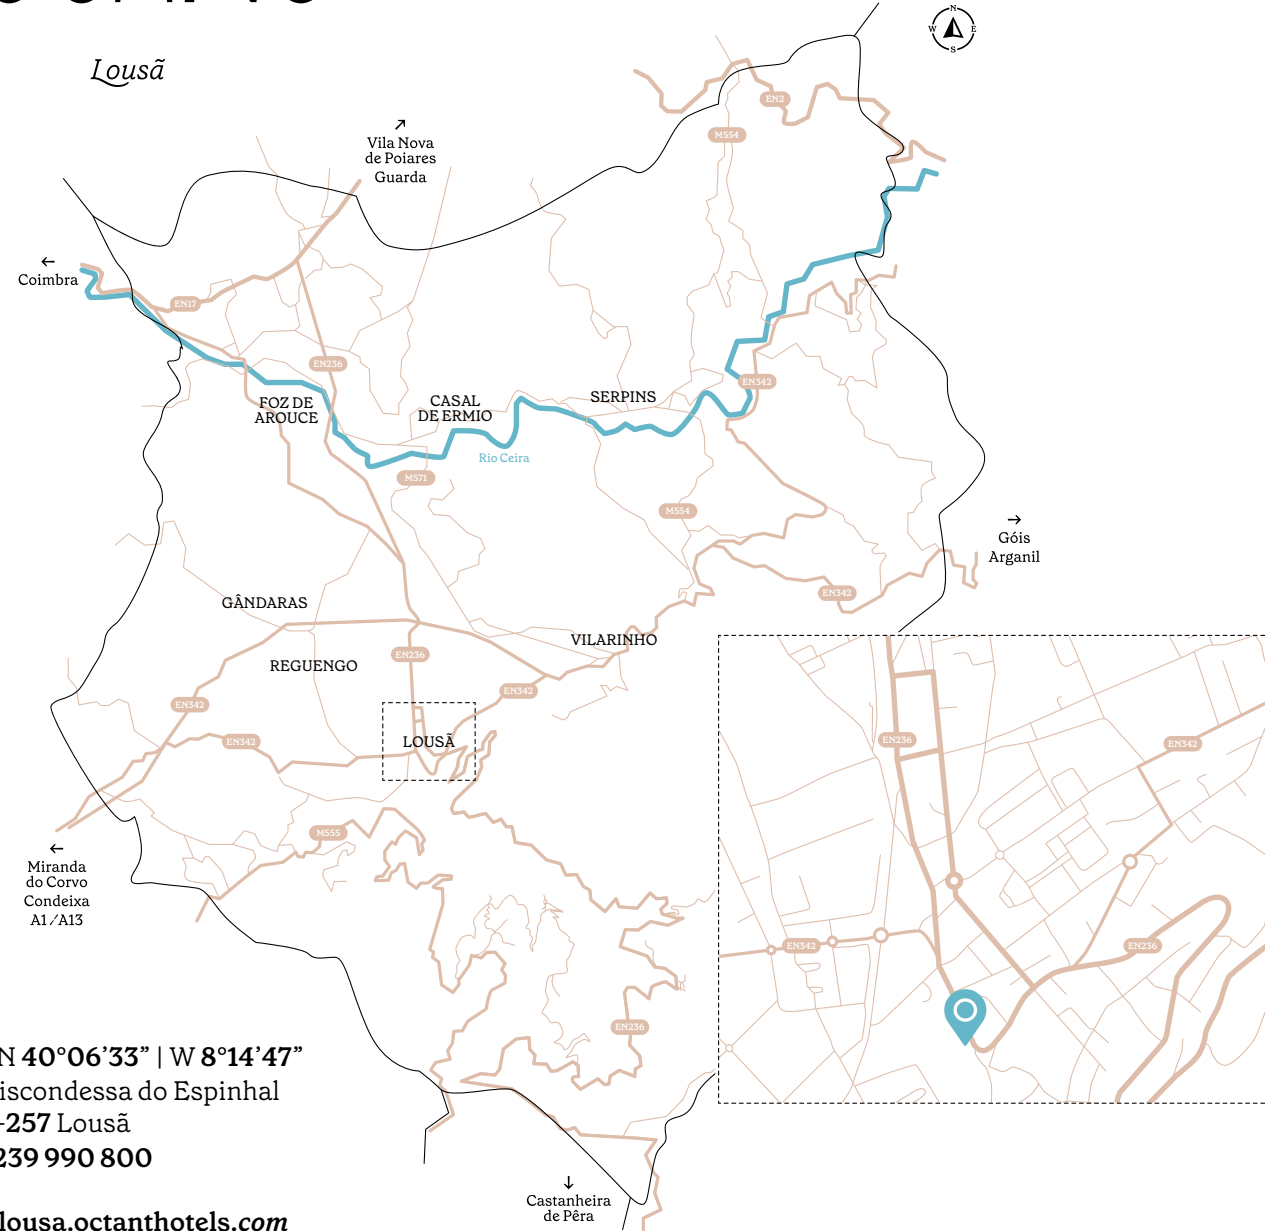 Lousã
N
W E
S
EN2
M554
↗
Vila Nova
de Poiares
Guarda
←
Coimbra
EN17
EN236
EN342
FOZ DE
AROUCE
CASAL
DE ERMIO
SERPINS
Rio Ceira
M571
M554
→
Góis
Arganil
EN342
GÂNDARAS
VILARINHO
REGUENGO
EN236
EN342
EN342
EN342
LOUSÃ
EN236
EN342
M555
←
Miranda
do Corvo
Condeixa
A1/A13
EN342
EN236
EN236
N 40°06’33” | W 8°14’47”
iscondessa do Espinhal
-257 Lousã
239 990 800
lousa.octanthotels.com
↓
Castanheira
de Pêra